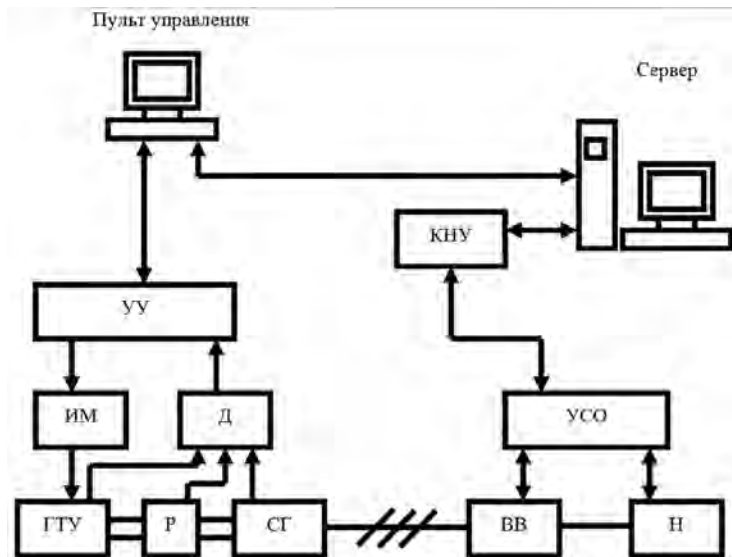 Пульт управления
Сервер
КНУ
УУ
ИМ
Д
УСО
ГТУ
Р
СГ
ВВ
Н